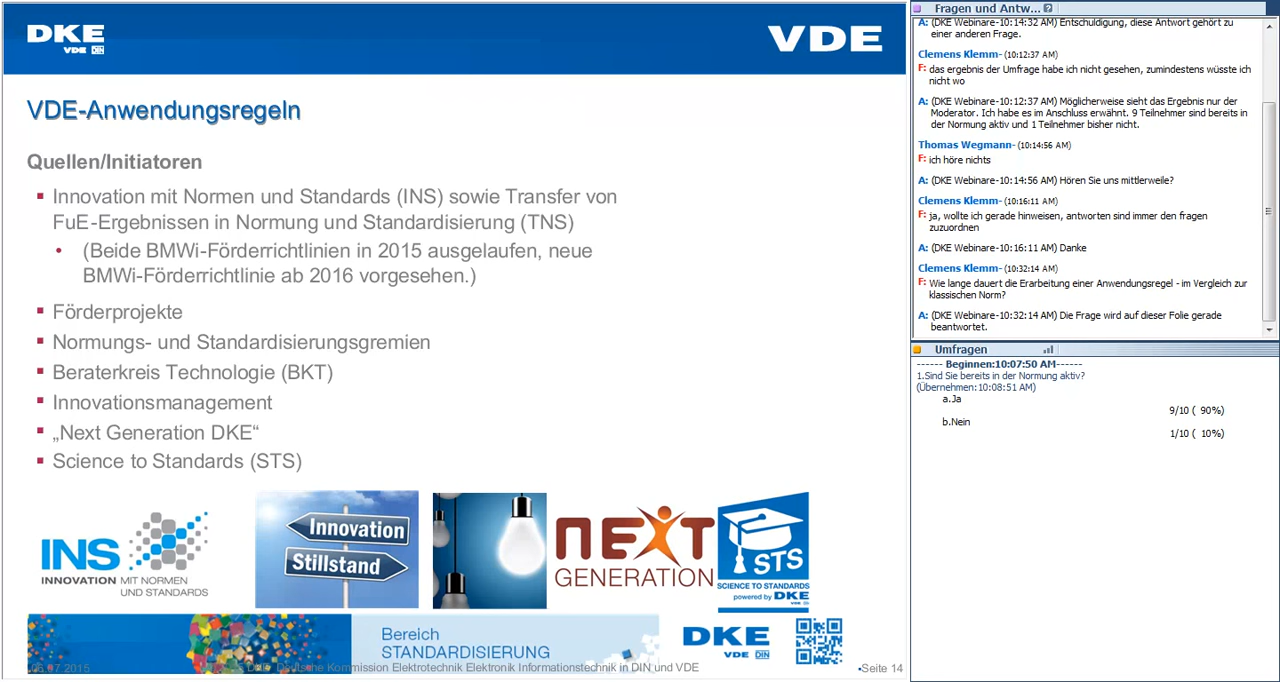 DKE
VDE DIN
VDE
VDE-Anwendungsregeln
Quellen/Initiatoren
Innovation mit Normen und Standards (INS) sowie Transfer von
FuE-Ergebnissen in Normung und Standardisierung (TNS)
(Beide BMWi-Förderrichtlinien in 2015 ausgelaufen, neue
BMWi-Förderrichtlinie ab 2016 vorgesehen.)
Förderprojekte
Normungs- und Standardisierungsgremien
Beraterkreis Technologie (BKT)
Innovationsmanagement
„Next Generation DKE“
Science to Standards (STS)
INS
INNOVATION MIT NORMEN
UND STANDARDS
Innovation
Stillstand
NEXT
GENERATION
STS
SCIENCE TO STANDARDS
powered by DKE
Bereich
STANDARDISIERUNG
DKE
VDE DIN
06.07.2015
Deutsche Kommission Elektrotechnik Elektronik Informationstechnik in DIN und VDE
•Seite 14
Fragen und Antw...
A: (DKE Webinare-10:14:32 AM) Entschuldigung, diese Antwort gehört zu
einer anderen Frage.
Clemens Klemm- (10:12:37 AM)
F: das ergebnis der Umfrage habe ich nicht gesehen, zumindestens wüsste ich
nicht wo
A: (DKE Webinare-10:12:37 AM) Möglicherweise sieht das Ergebnis nur der
Moderator. Ich habe es im Anschluss erwähnt. 9 Teilnehmer sind bereits in
der Normung aktiv und 1 Teilnehmer bisher nicht.
Thomas Wegmann- (10:14:56 AM)
F: ich höre nichts
A: (DKE Webinare-10:14:56 AM) Hören Sie uns mittlerweile?
Clemens Klemm- (10:16:11 AM)
F: ja, wollte ich gerade hinweisen, antworten sind immer den fragen
zuzuordnen
A: (DKE Webinare-10:16:11 AM) Danke
Clemens Klemm- (10:32:14 AM)
F: Wie lange dauert die Erarbeitung einer Anwendungsregel - im Vergleich zur
klassischen Norm?
A: (DKE Webinare-10:32:14 AM) Die Frage wird auf dieser Folie gerade
beantwortet.
Umfragen
------ Beginnen:10:07:50 AM------
1.Sind Sie bereits in der Normung aktiv?
(Übernehmen:10:08:51 AM)
a.Ja
9/10 ( 90%)
b.Nein
1/10 ( 10%)